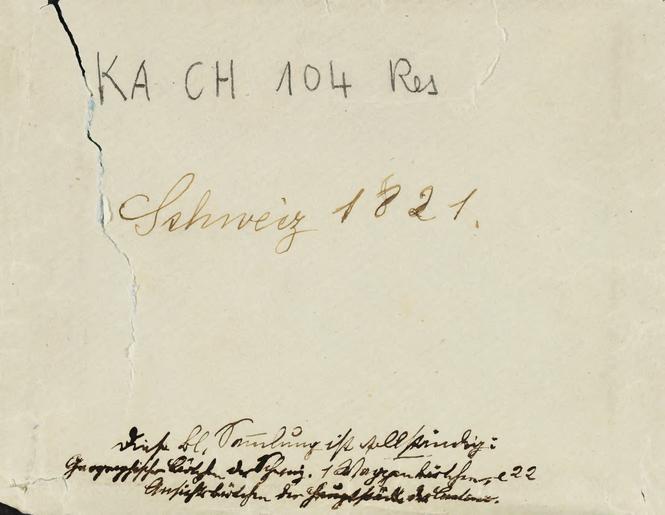 KA CH 104 Res
Schweiz 1821.
Diese kl. Sammlung ist vollständig:
Geographische Kärtchen der Schweiz. 1 Wappenkärtchen, 22
Ansichtskärtchen der Hauptstädte der Cantone.